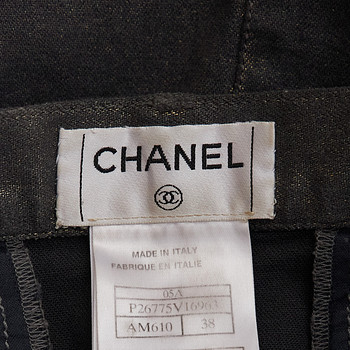 CHANEL
MADE IN ITALY
FABRIQUE EN ITALIE
05A
P26775V16963
AM610 38